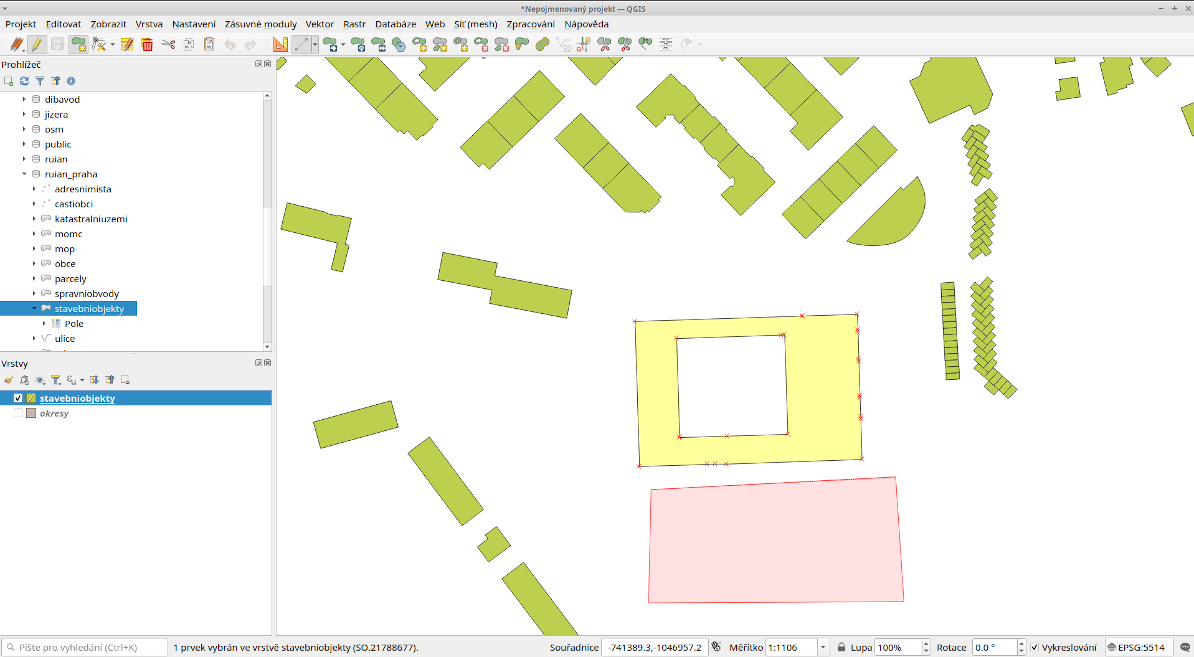 *Nepojmenovaný projekt — QGIS
Projekt Editovat Zobrazit Vrstva Nastavení Zásuvné moduly Vektor Rastr Databáze Web Síť (mesh) Zpracování Nápověda
Prohlížeč
dibavod
jizera
osm
public
ruian
ruian_praha
adresnimista
castiobci
katastralniuzemi
momc
mop
obce
parcely
spravniobvody
stavebniobjekty
Pole
ulice
Vrstvy
stavebniobjekty
okresy
Pište pro vyhledání (Ctrl+K) 1 prvek vybrán ve vrstvě stavebniobjekty (SO.21788677). Souřadnice -741389.3,-1046957.2 Měřítko 1:1106 Lupa 100% Rotace 0.0 ° Vykreslování EPSG:5514